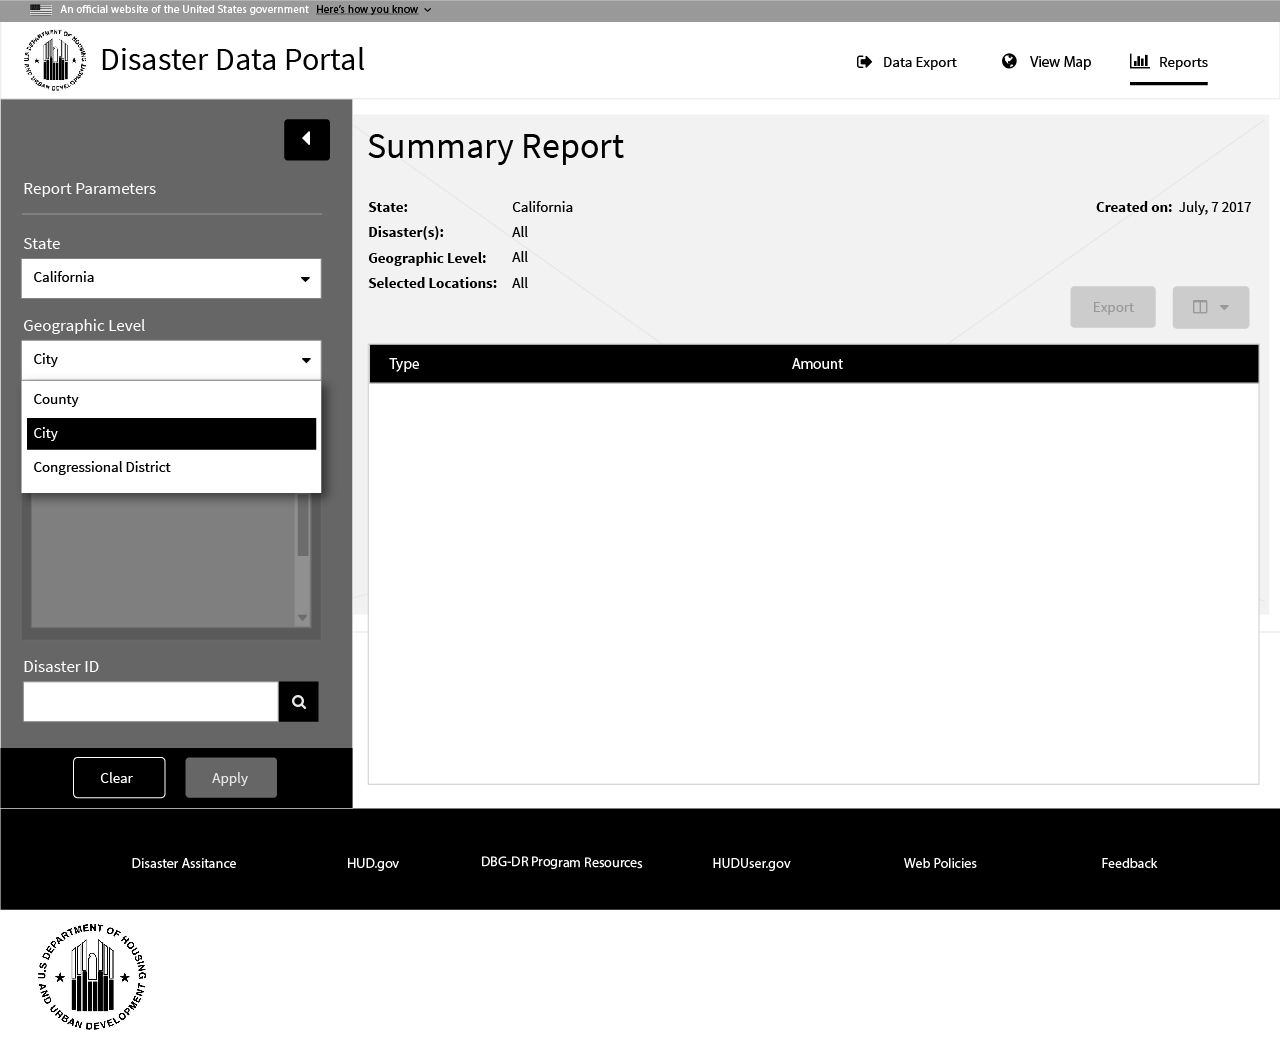 An official website of the United States government Here's how you know
U.S DEPARTMENT OF HOUSING AND URBAN DEVELOPMENT
Disaster Data Portal
Data Export
View Map
Reports
Report Parameters
State
California
Geographic Level
City
County
City
Congressional District
Disaster ID
Clear
Apply
Summary Report
State: California
Created on: July, 7 2017
Disaster(s): All
Geographic Level: All
Selected Locations: All
Export
Type Amount
Disaster Assitance
HUD.gov
DBG-DR Program Resources
HUDUser.gov
Web Policies
Feedback
U.S DEPARTMENT OF HOUSING
AND URBAN DEVELOPMENT